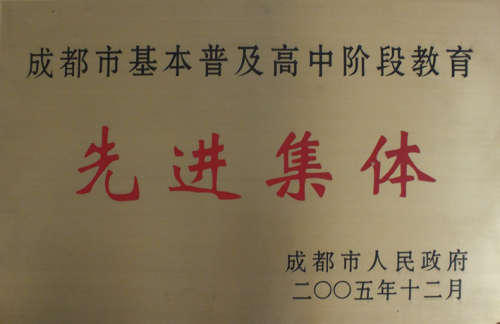 成都市基本普及高中阶段教育
先进集体
成都市人民政府
二〇〇五年十二月